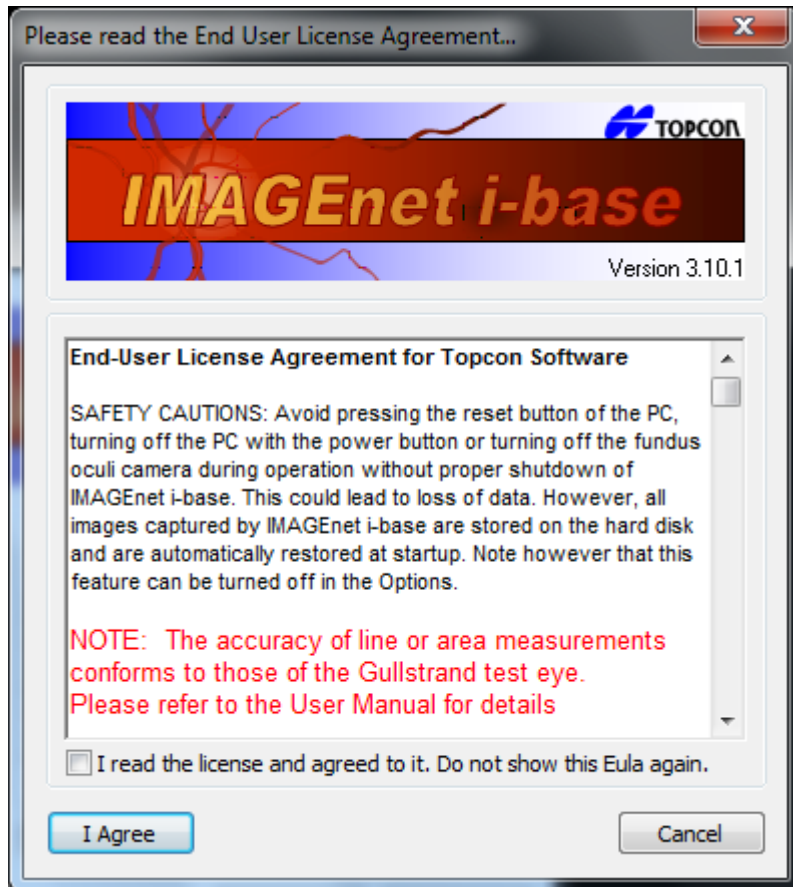 Please read the End User License Agreement...
TOPCON
IMAGEnet i-base
Version 3.10.1
End-User License Agreement for Topcon Software
SAFETY CAUTIONS: Avoid pressing the reset button of the PC,
turning off the PC with the power button or turning off the fundus
oculi camera during operation without proper shutdown of
IMAGEnet i-base. This could lead to loss of data. However, all
images captured by IMAGEnet i-base are stored on the hard disk
and are automatically restored at startup. Note however that this
feature can be turned off in the Options.
NOTE: The accuracy of line or area measurements
conforms to those of the Gullstrand test eye.
Please refer to the User Manual for details
I read the license and agreed to it. Do not show this Eula again.
I Agree
Cancel